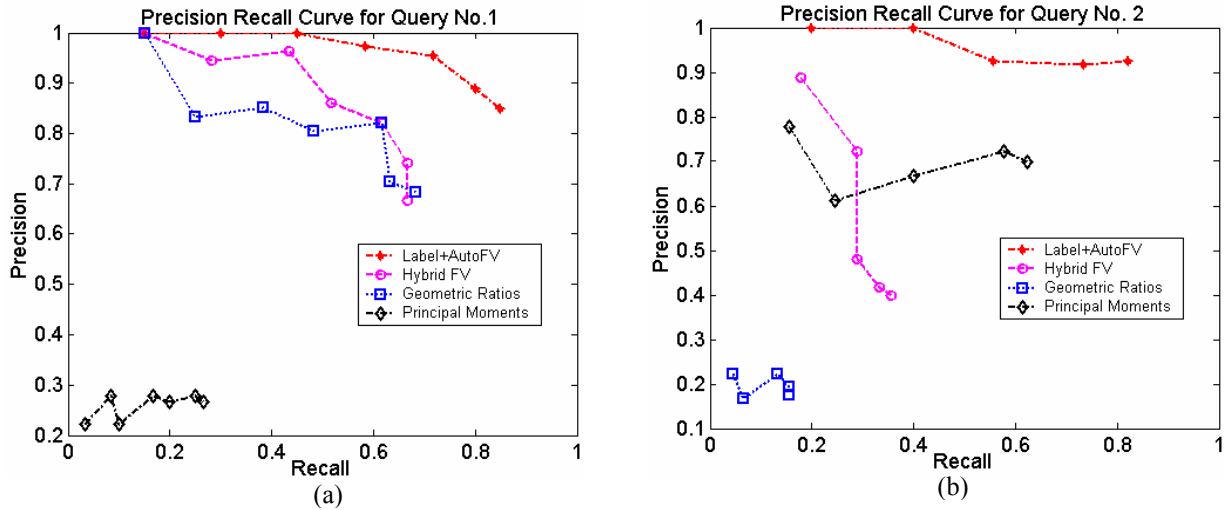 Precision Recall Curve for Query No.1
1
0.9
0.8
0.7
0.6
0.5
0.4
0.3
0.2
Precision
Label+AutoFV
Hybrid FV
Geometric Ratios
Principal Moments
0 0.2 0.4 0.6 0.8 1
Recall
(a)
Precision Recall Curve for Query No. 2
1
0.9
0.8
0.7
0.6
0.5
0.4
0.3
0.2
0.1
Precision
Label+AutoFV
Hybrid FV
Geometric Ratios
Principal Moments
0 0.2 0.4 0.6 0.8 1
Recall
(b)